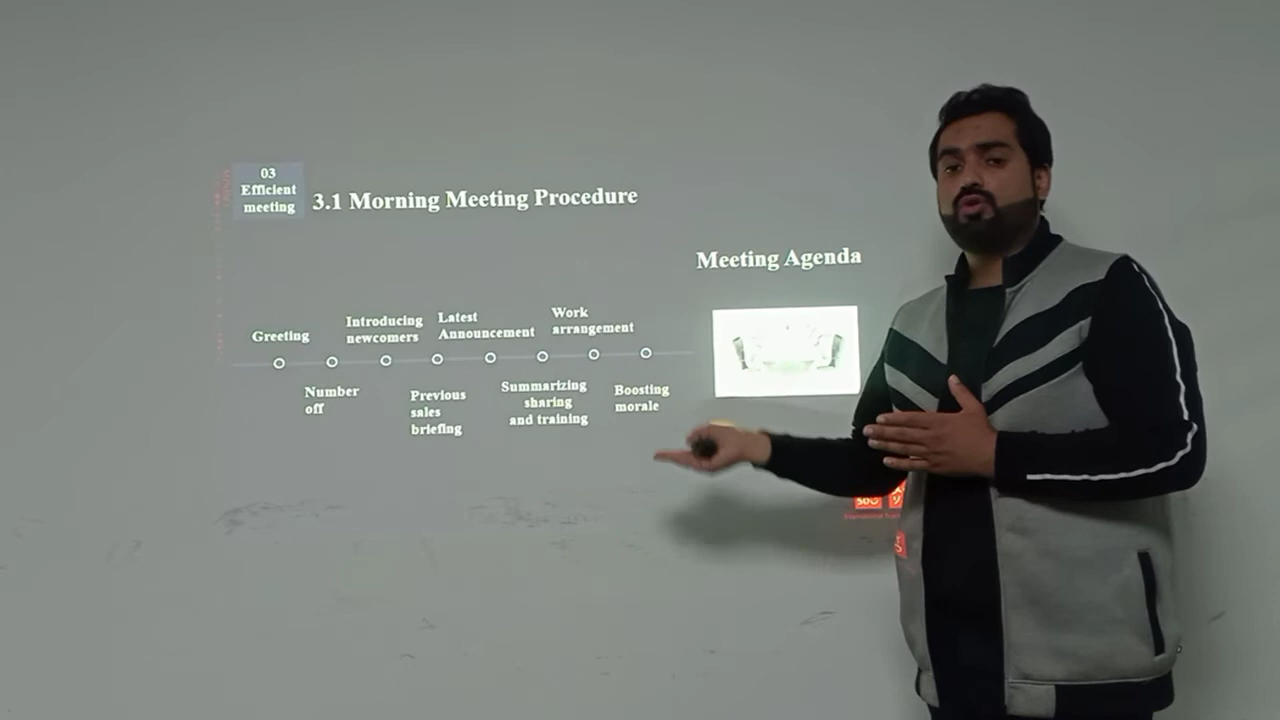 03
Efficient
meeting
3.1 Morning Meeting Procedure
Meeting Agenda
Greeting
Introducing
newcomers
Latest
Announcement
Work
arrangement
Number
off
Previous
sales
briefing
Summarizing
sharing
and training
Boosting
morale
International